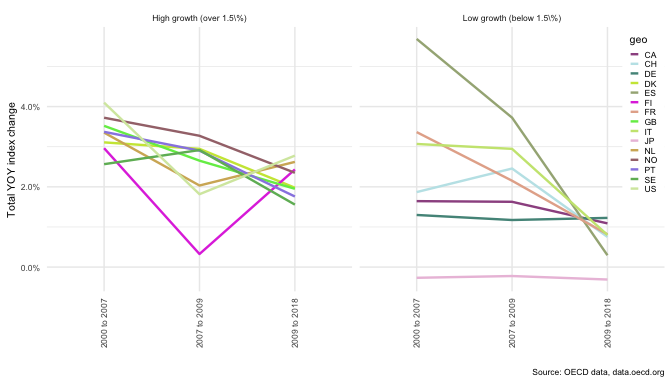 High growth (over 1.5\%)
Low growth (below 1.5\%)
Total YOY index change
4.0%
2.0%
0.0%
2000 to 2007
2007 to 2009
2009 to 2018
2000 to 2007
2007 to 2009
2009 to 2018
geo
CA
CH
DE
DK
ES
FI
FR
GB
IT
JP
NL
NO
PT
SE
US
Source: OECD data, data.oecd.org